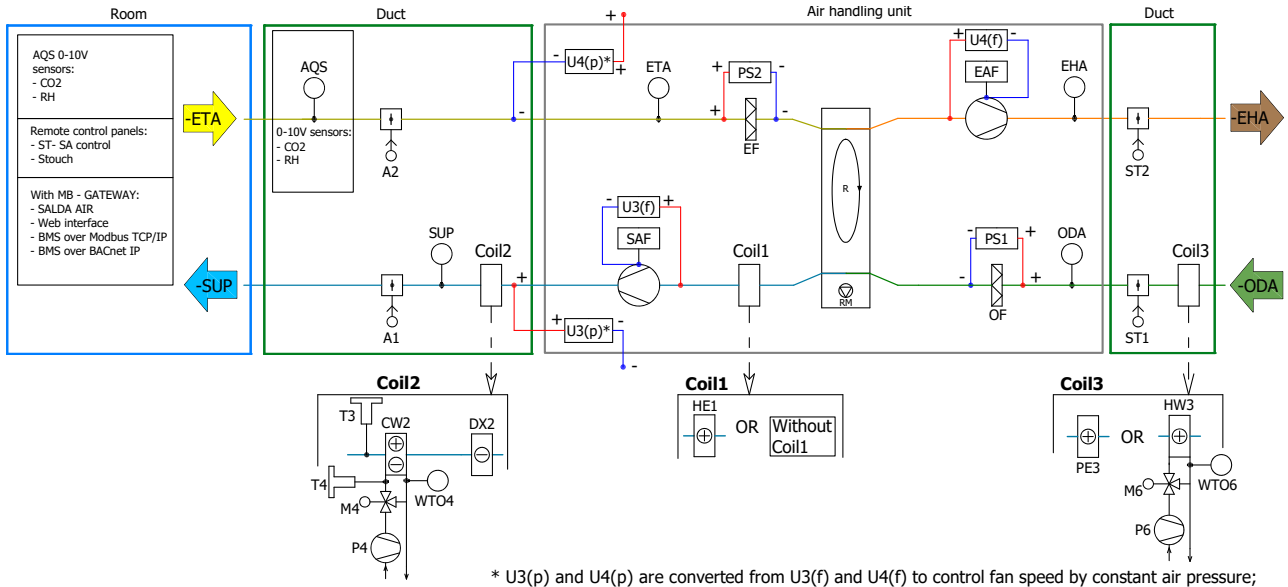 Room
Duct
Air handling unit
Duct
AQS 0-10V
sensors:
- CO2
- RH
Remote control panels:
- ST- SA control
- Stouch
With MB - GATEWAY:
- SALDA AIR
- Web interface
- BMS over Modbus TCP/IP
- BMS over BACnet IP
-ETA
-SUP
AQS
0-10V sensors:
- CO2
- RH
A2
SUP
Coil2
A1
+
-
U4(p)*
+
-
ETA
+
PS2
-
+
-
EF
+
U4(f)
-
EAF
EHA
ST2
-EHA
-
U3(f)
+
SAF
Coil1
R
RM
-
PS1
+
-
+
OF
ODA
Coil3
ST1
-ODA
+
+
U3(p)*
-
-
Coil2
T3
CW2
DX2
T4
M4
WTO4
P4
Coil1
HE1
OR
Without
Coil1
Coil3
HW3
OR
PE3
M6
WTO6
P6
* U3(p) and U4(p) are converted from U3(f) and U4(f) to control fan speed by constant air pressure;